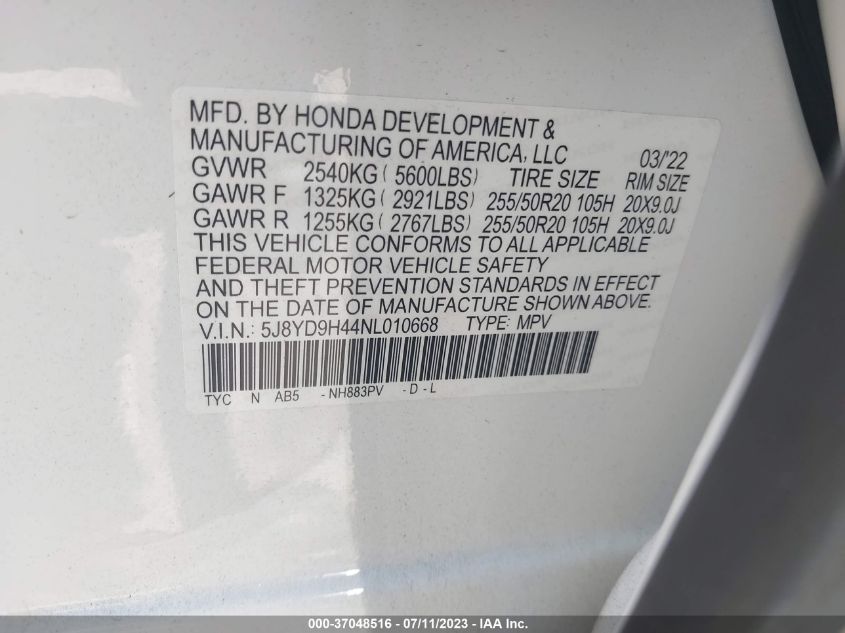 MFD. BY HONDA DEVELOPMENT &
MANUFACTURING OF AMERICA, LLC 03/'22
GVWR 2540KG ( 5600LBS) TIRE SIZE RIM SIZE
GAWR F 1325KG ( 2921LBS) 255/50R20 105H 20X9.0J
GAWR R 1255KG ( 2767LBS) 255/50R20 105H 20X9.0J
THIS VEHICLE CONFORMS TO ALL APPLICABLE
FEDERAL MOTOR VEHICLE SAFETY
AND THEFT PREVENTION STANDARDS IN EFFECT
ON THE DATE OF MANUFACTURE SHOWN ABOVE.
V.I.N.: 5J8YD9H44NL010668 TYPE: MPV
TYC N AB5 -NH883PV -D-L
000-37048516 - 07/11/2023 - IAA Inc.